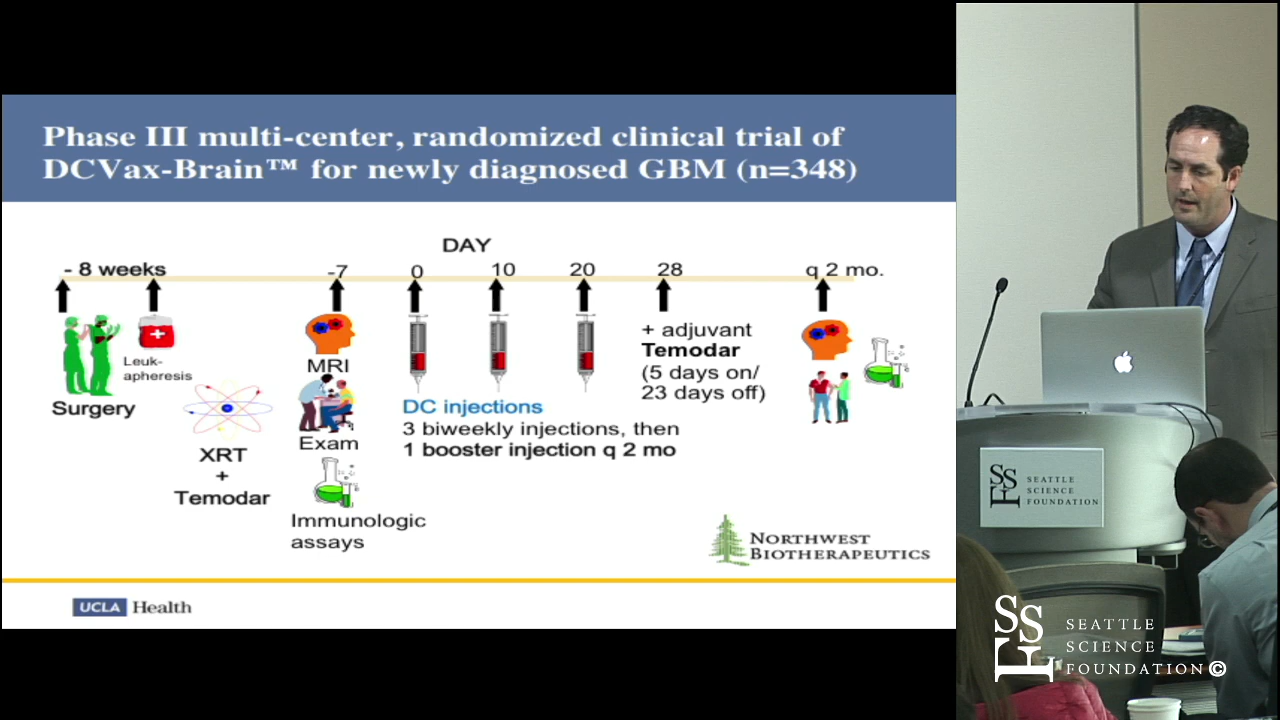 Phase III multi-center, randomized clinical trial of
DCVax-Brain™ for newly diagnosed GBM (n=348)
DAY
- 8 weeks
-7
0
10
20
28
q 2 mo.
Leuk-
apheresis
Surgery
XRT
+
Temodar
MRI
Exam
Immunologic
assays
DC injections
3 biweekly injections, then
1 booster injection q 2 mo
+ adjuvant
Temodar
(5 days on/
23 days off)
NORTHWEST
BIOTHERAPEUTICS
UCLA Health
SSF
SEATTLE
SCIENCE
FOUNDATION
SSF
SEATTLE
SCIENCE
FOUNDATION©